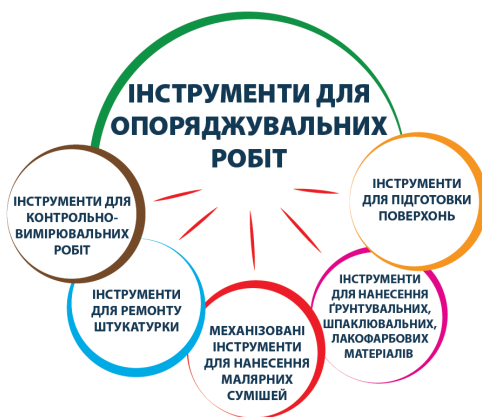 ІНСТРУМЕНТИ ДЛЯ
ОПОРЯДЖУВАЛЬНИХ
РОБІТ
ІНСТРУМЕНТИ ДЛЯ
КОНТРОЛЬНО-
ВИМІРЮВАЛЬНИХ
РОБІТ
ІНСТРУМЕНТИ
ДЛЯ РЕМОНТУ
ШТУКАТУРКИ
МЕХАНІЗОВАНІ
ІНСТРУМЕНТИ
ДЛЯ НАНЕСЕННЯ
МАЛЯРНИХ
СУМІШЕЙ
ІНСТРУМЕНТИ
ДЛЯ НАНЕСЕННЯ
ҐРУНТУВАЛЬНИХ,
ШПАКЛЮВАЛЬНИХ,
ЛАКОФАРБОВИХ
МАТЕРІАЛІВ
ІНСТРУМЕНТИ
ДЛЯ ПІДГОТОВКИ
ПОВЕРХОНЬ